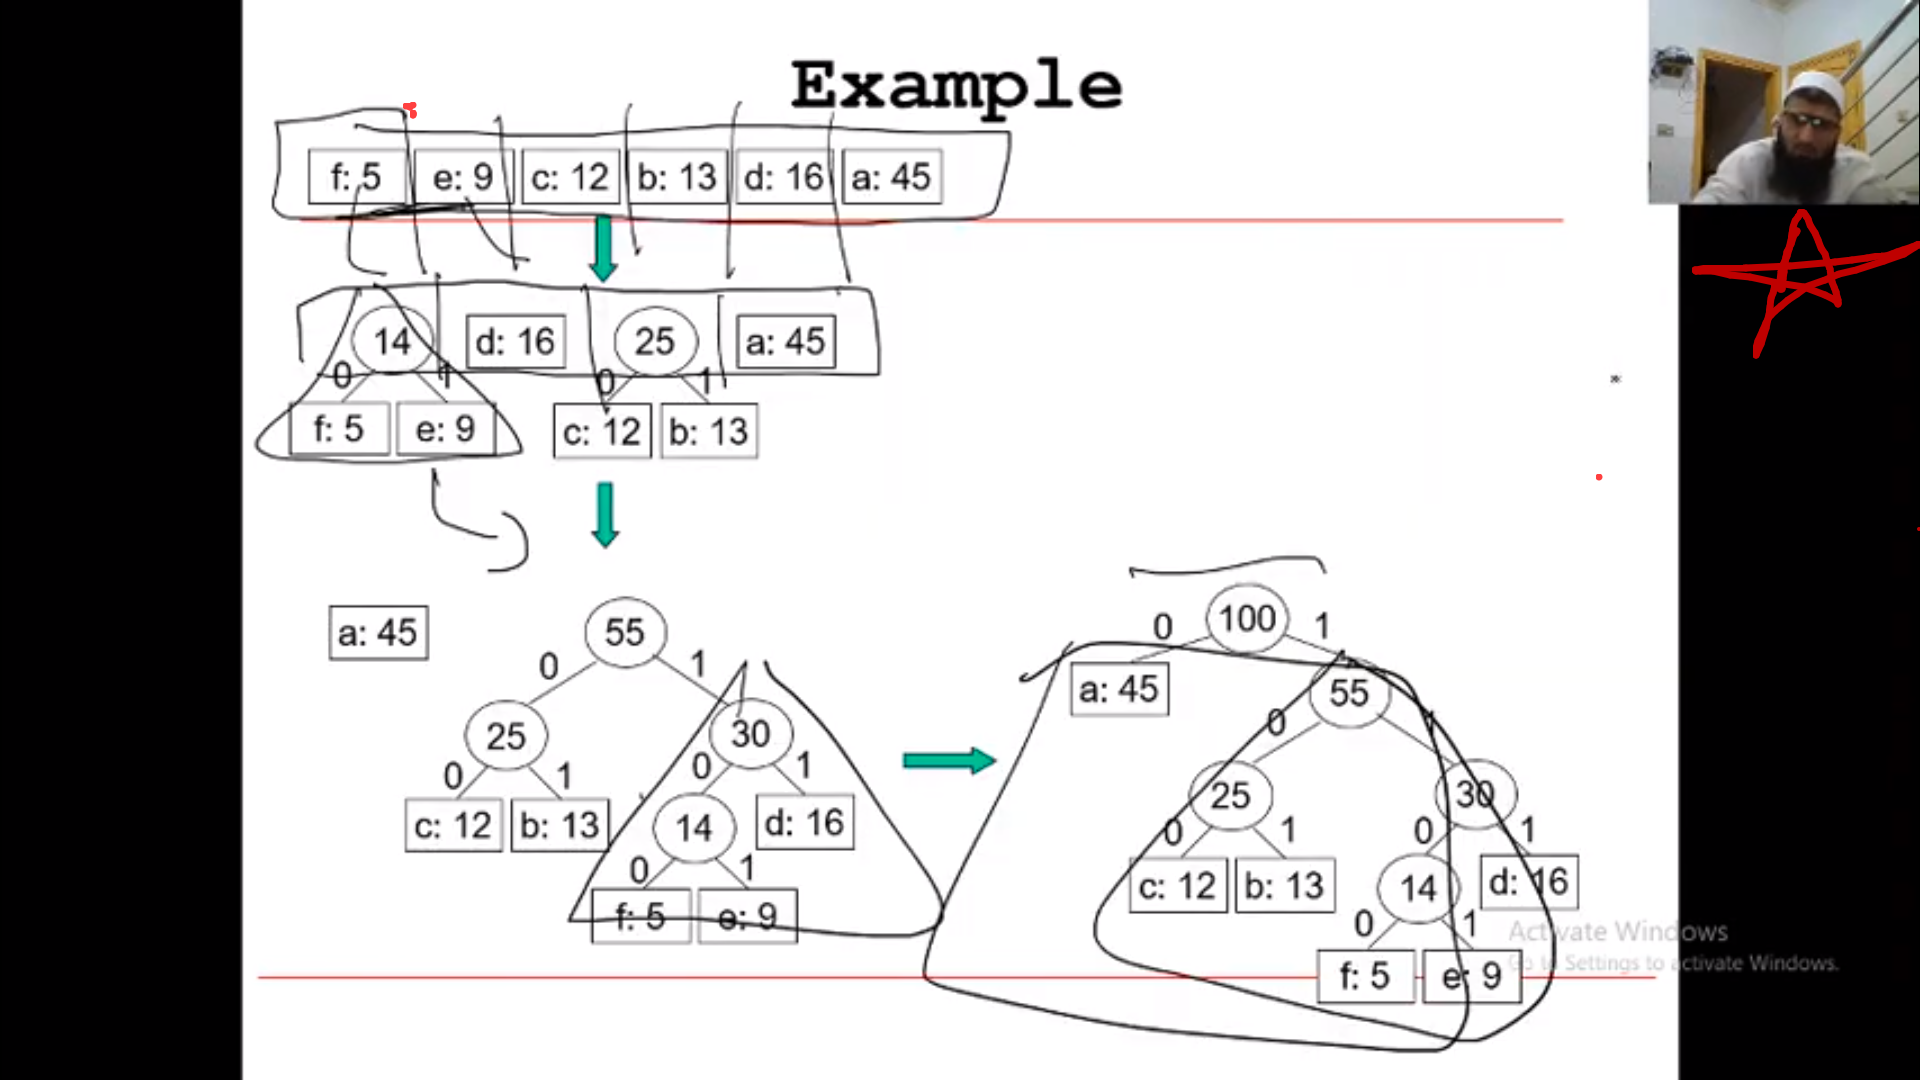 Example
f: 5 e: 9 c: 12 b: 13 d: 16 a: 45
14 d: 16 25 a: 45
0 1 0 1
f: 5 e: 9 c: 12 b: 13
a: 45 55
0 1
25 30
0 1 0 1
c: 12 b: 13 14 d: 16
0 1
f: 5 e: 9
100
0 1
a: 45 55
0
25 30
0 1 0 1
c: 12 b: 13 14 d: 16
0 1
f: 5 e: 9
Activate Windows
Go to Settings to activate Windows.